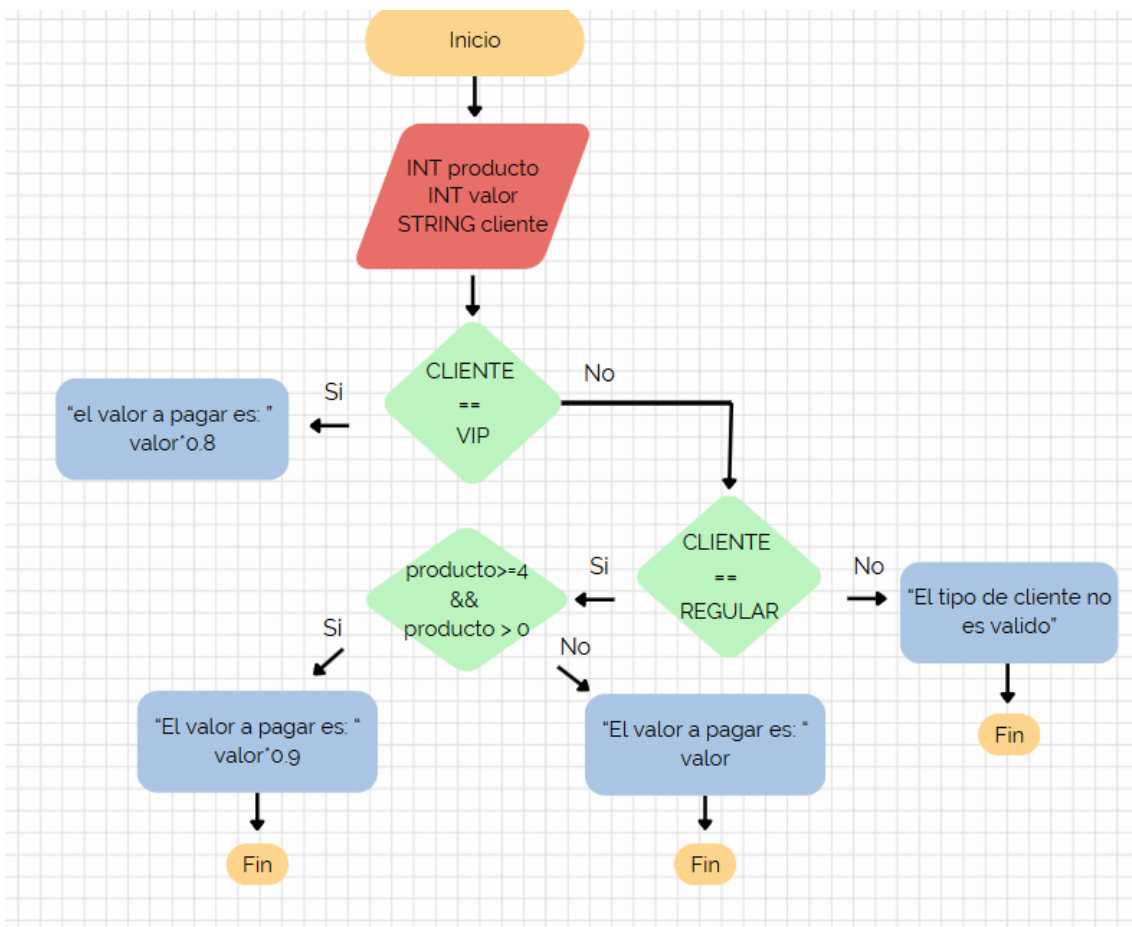 Inicio
INT producto
INT valor
STRING cliente
CLIENTE
==
VIP
Si
No
“el valor a pagar es: ”
valor*0.8
CLIENTE
==
REGULAR
Si
No
producto>=4
&&
producto > 0
Si
No
“El tipo de cliente no
es valido”
Fin
“El valor a pagar es: “
valor*0.9
Fin
“El valor a pagar es: “
valor
Fin